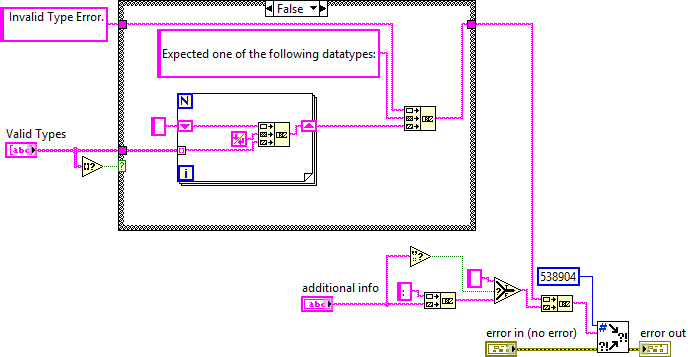 False
Invalid Type Error.
Expected one of the following datatypes:
N
Valid Types
[abc]
[]?
?
i
?
additional info
abc
:
?
T
F
538904
error in (no error)
#
?!
?!
error out